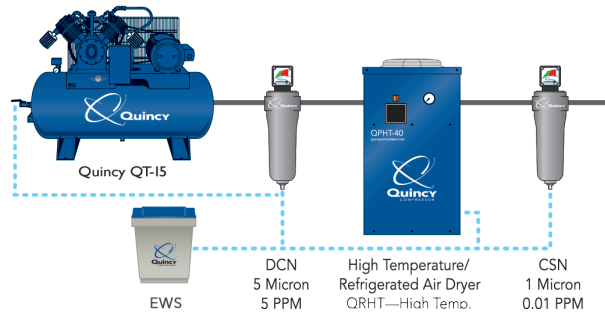 Quincy
Quincy
QPHT-40
Quincy
COMPRESSOR
Quincy
Quincy QT-15
Quincy
EWS
DCN
5 Micron
5 PPM
High Temperature/
Refrigerated Air Dryer
QRHT—High Temp.
CSN
1 Micron
0.01 PPM